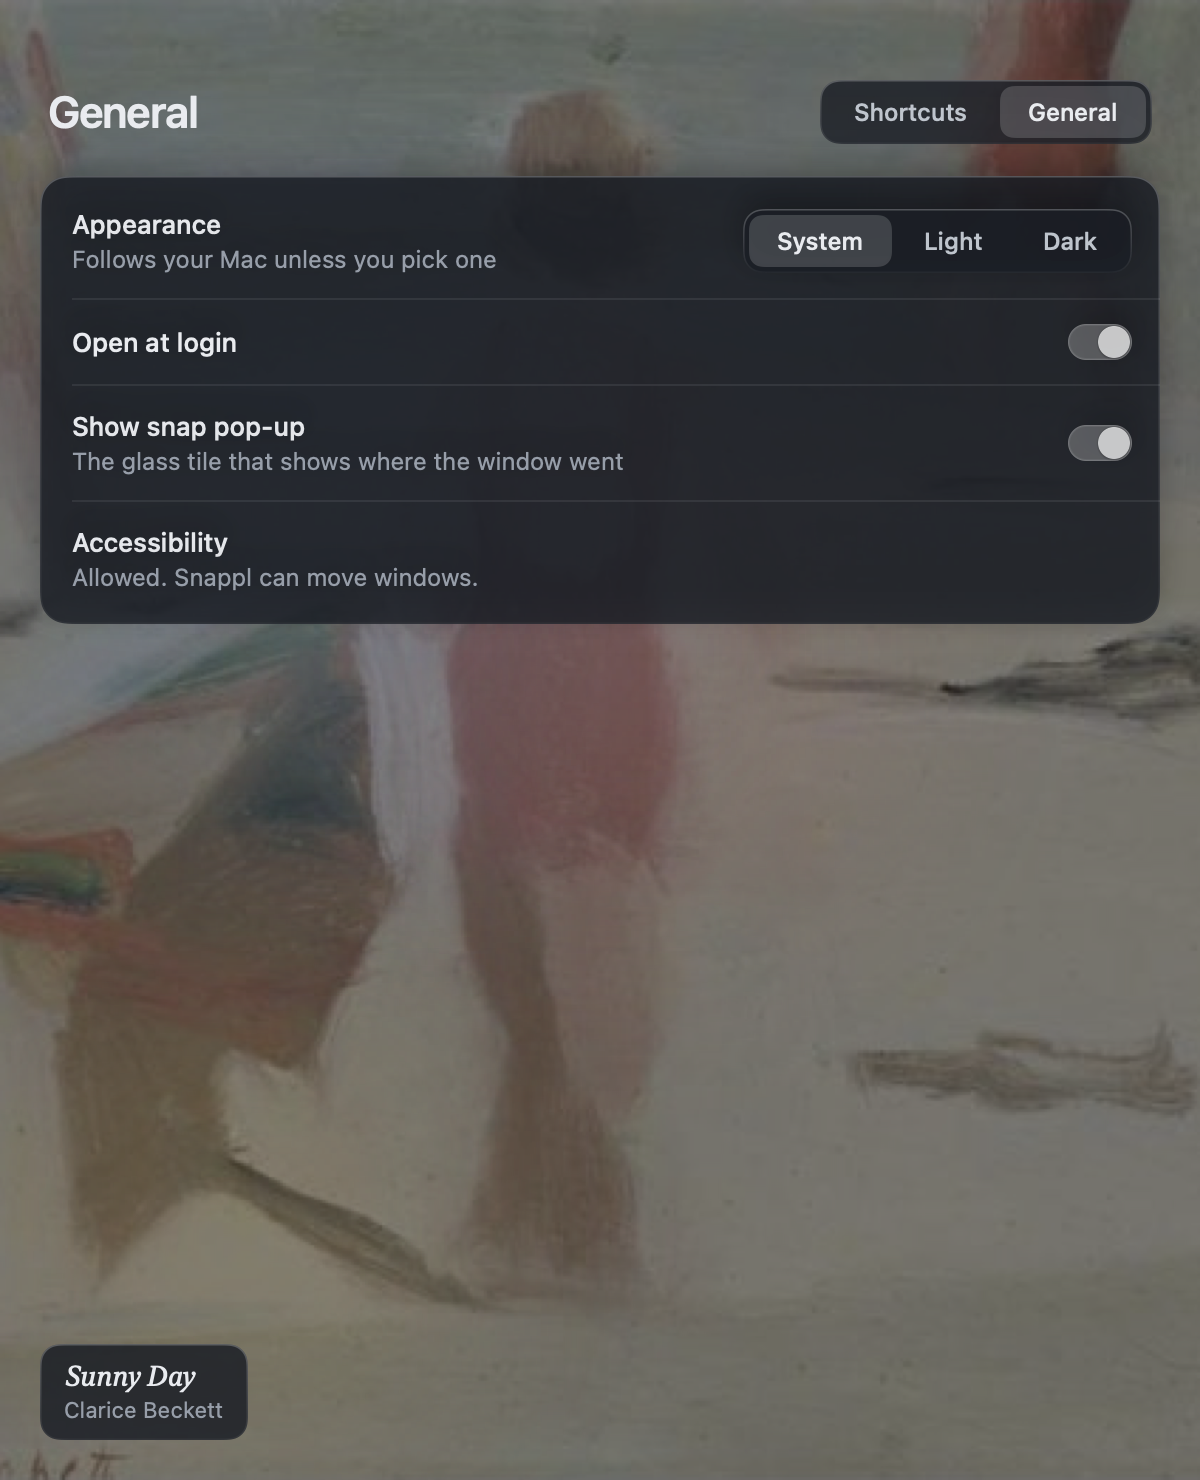 General
Shortcuts
General
Appearance
Follows your Mac unless you pick one
System
Light
Dark
Open at login
Show snap pop-up
The glass tile that shows where the window went
Accessibility
Allowed. Snappl can move windows.
Sunny Day
Clarice Beckett